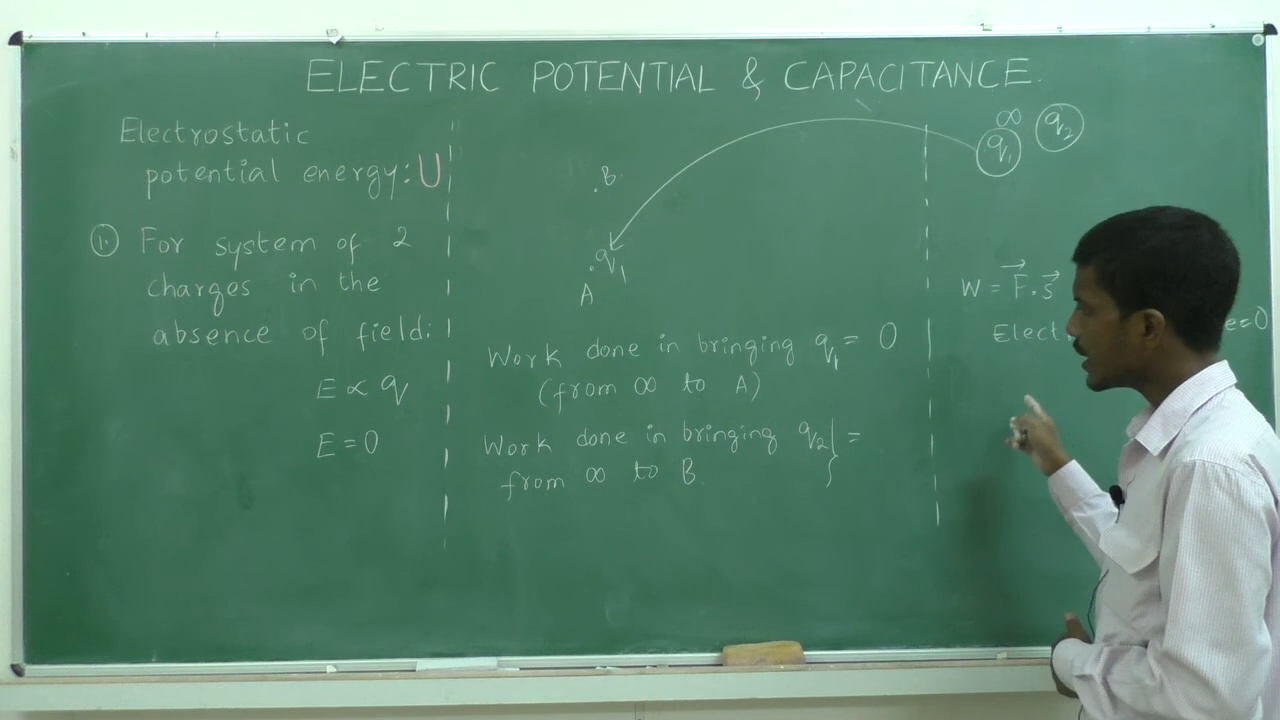 ELECTRIC POTENTIAL & CAPACITANCE.
Electrostatic
potential energy: U
① For system of 2
charges in the
absence of field:
E ∝ q
E = 0
.B
.q₁
A
Work done in bringing q₁ = 0
(from ∞ to A)
Work done in bringing q₂ } =
from ∞ to B.
∞
q₁
q₂
W = F⃗.s⃗
e=0